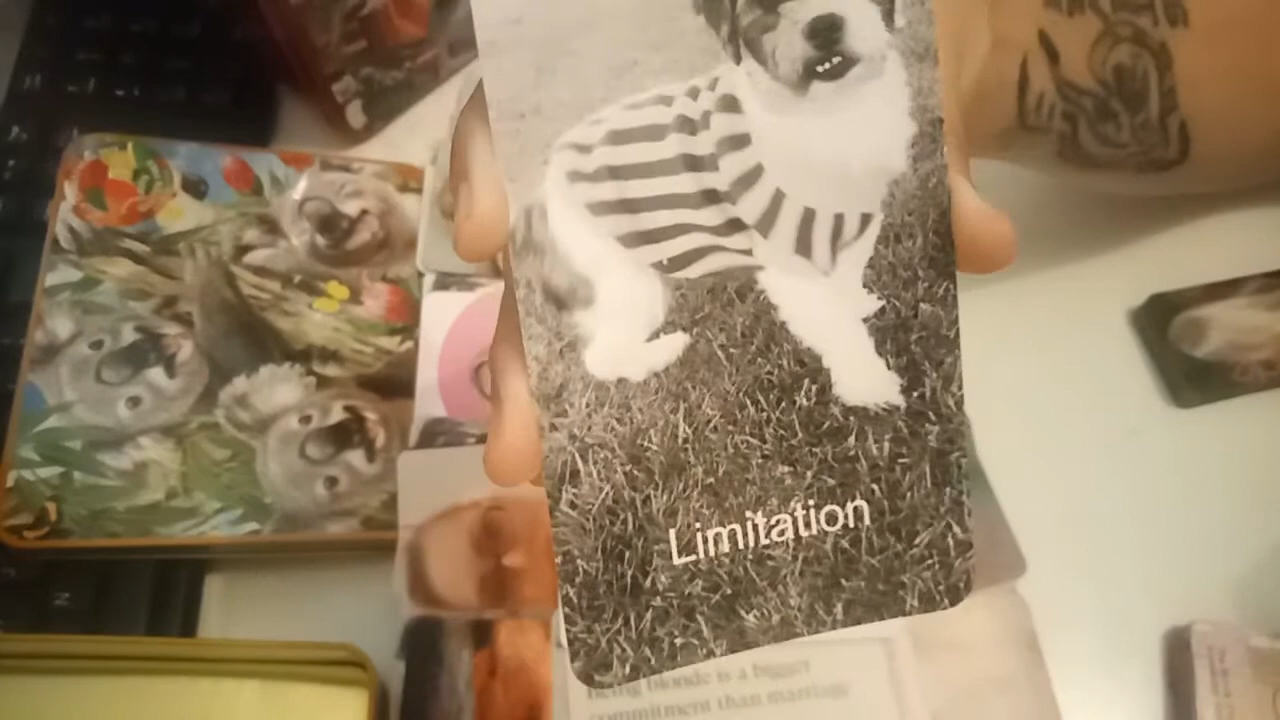 Limitation
Being blonde is a bigger
commitment than marriage